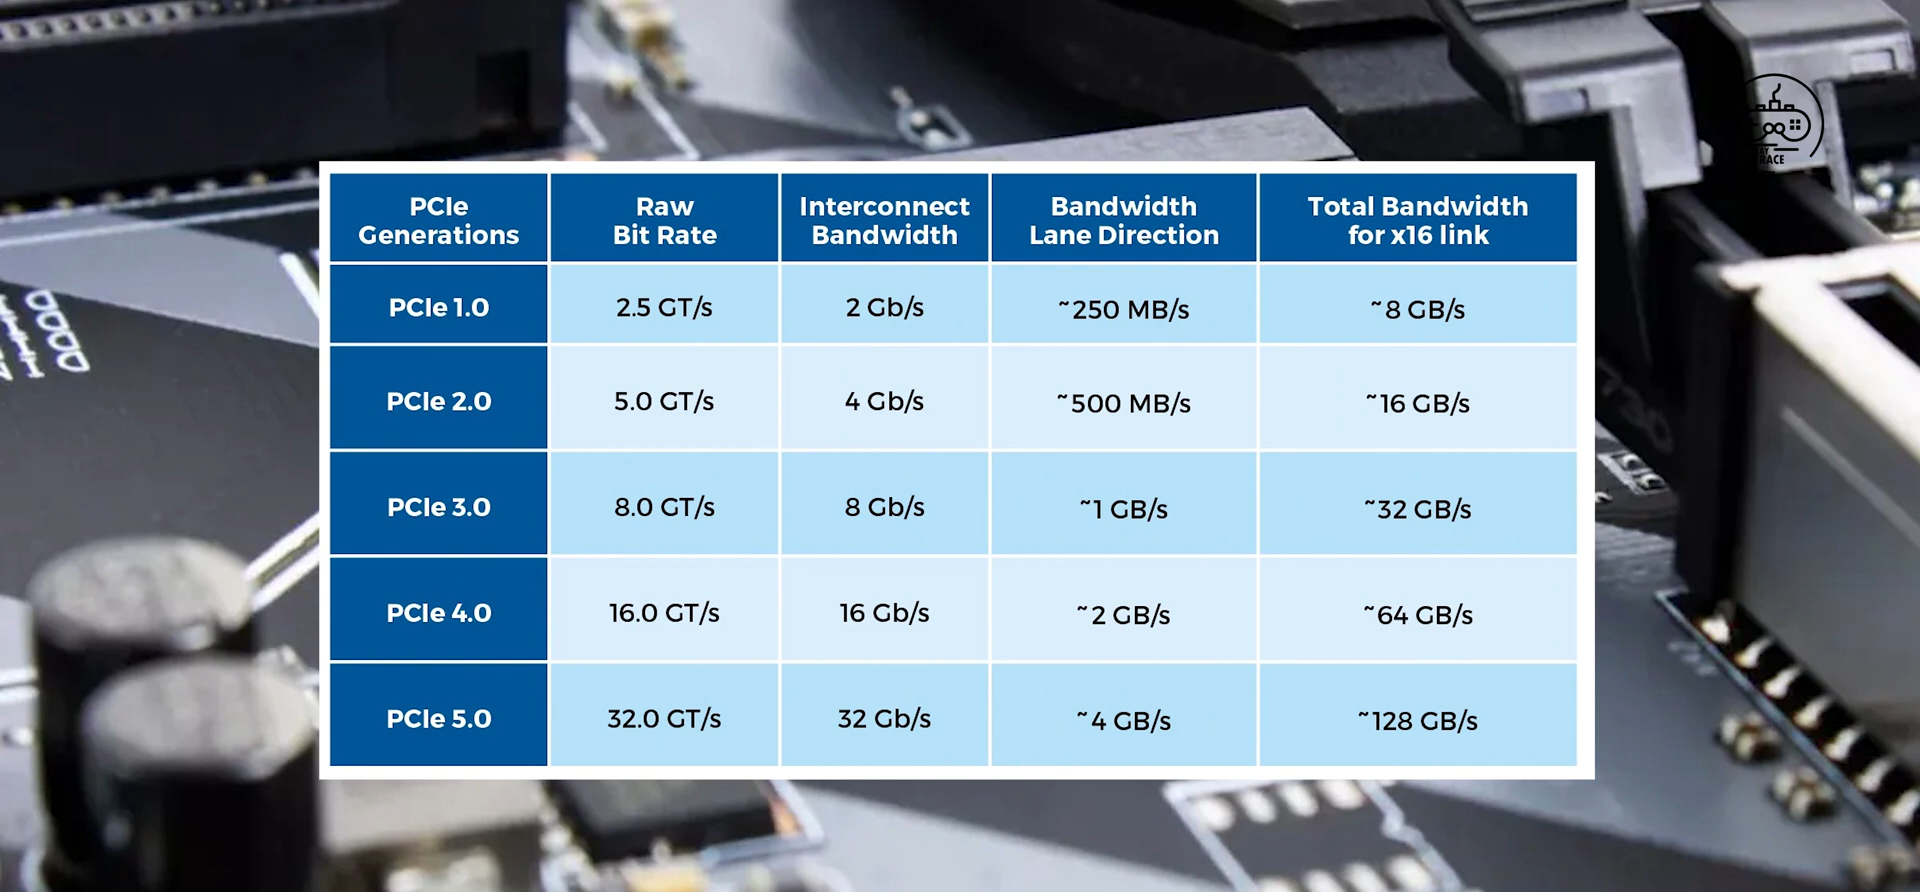 PCIe
Generations
Raw
Bit Rate
Interconnect
Bandwidth
Bandwidth
Lane Direction
Total Bandwidth
for x16 link
PCIe 1.0
2.5 GT/s
2 Gb/s
~250 MB/s
~8 GB/s
PCIe 2.0
5.0 GT/s
4 Gb/s
~500 MB/s
~16 GB/s
PCIe 3.0
8.0 GT/s
8 Gb/s
~1 GB/s
~32 GB/s
PCIe 4.0
16.0 GT/s
16 Gb/s
~2 GB/s
~64 GB/s
PCIe 5.0
32.0 GT/s
32 Gb/s
~4 GB/s
~128 GB/s
RACE